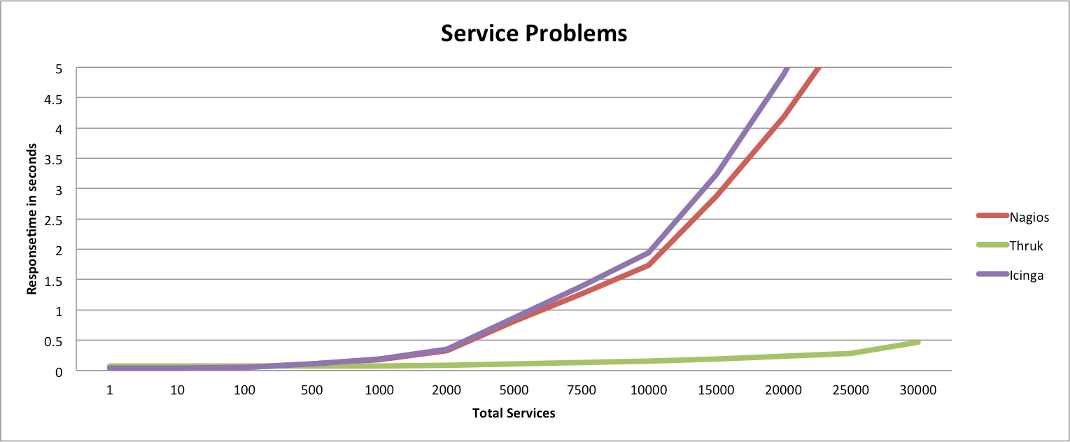 Service Problems
5
4.5
4
3.5
3
2.5
2
1.5
1
0.5
0
Responsetime in seconds
1 10 100 500 1000 2000 5000 7500 10000 15000 20000 25000 30000
Total Services
Nagios
Thruk
Icinga